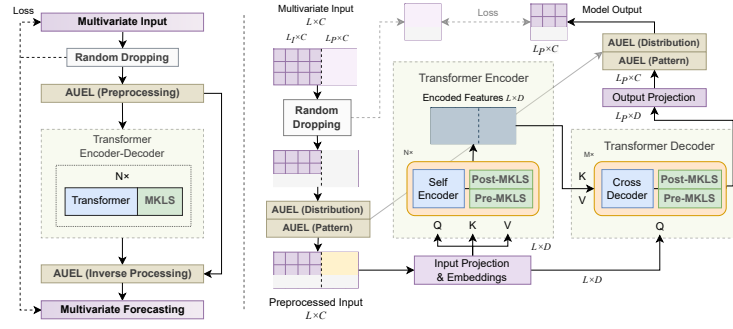 Loss
Multivariate Input
Random Dropping
AUEL (Preprocessing)
Transformer
Encoder-Decoder
N×
Transformer
MKLS
AUEL (Inverse Processing)
Multivariate Forecasting
Multivariate Input
L×C
L_I×C
L_P×C
Random
Dropping
AUEL (Distribution)
AUEL (Pattern)
Preprocessed Input
L×C
Loss
Model Output
L_P×C
AUEL (Distribution)
AUEL (Pattern)
L_P×C
Output Projection
L_P×D
Transformer Encoder
Encoded Features L×D
N×
Self
Encoder
Post-MKLS
Pre-MKLS
Q
K
V
L×D
Input Projection
& Embeddings
L×D
Transformer Decoder
M×
K
V
Cross
Decoder
Post-MKLS
Pre-MKLS
Q